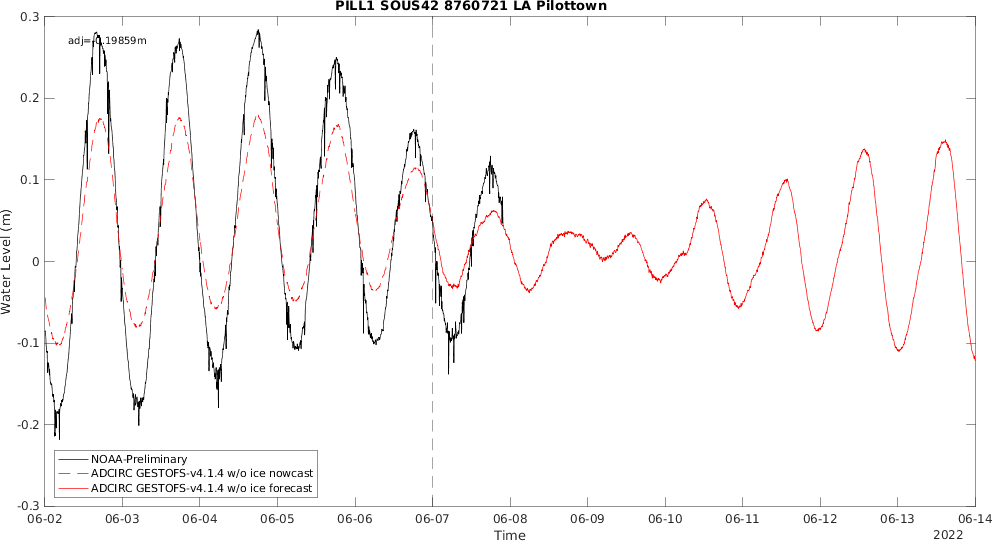 PILL1 SOUS42 8760721 LA Pilottown
adj=-0.19859m
Water Level (m)
0.3
0.2
0.1
0
-0.1
-0.2
-0.3
NOAA-Preliminary
ADCIRC GESTOFS-v4.1.4 w/o ice nowcast
ADCIRC GESTOFS-v4.1.4 w/o ice forecast
06-02 06-03 06-04 06-05 06-06 06-07 06-08 06-09 06-10 06-11 06-12 06-13 06-14
Time
2022